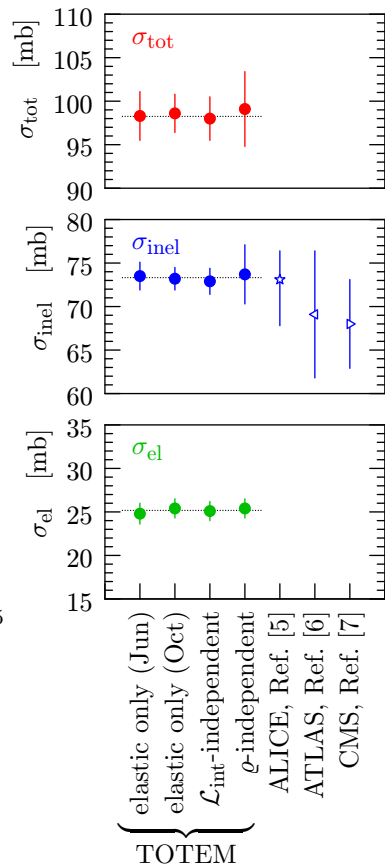 σtot [mb]
110
105
100
95
90
σtot
σinel [mb]
80
75
70
65
60
σinel
σel [mb]
35
30
25
20
15
σel
5
elastic only (Jun)
elastic only (Oct)
ℒint-independent
ϱ-independent
ALICE, Ref. [5]
ATLAS, Ref. [6]
CMS, Ref. [7]
TOTEM